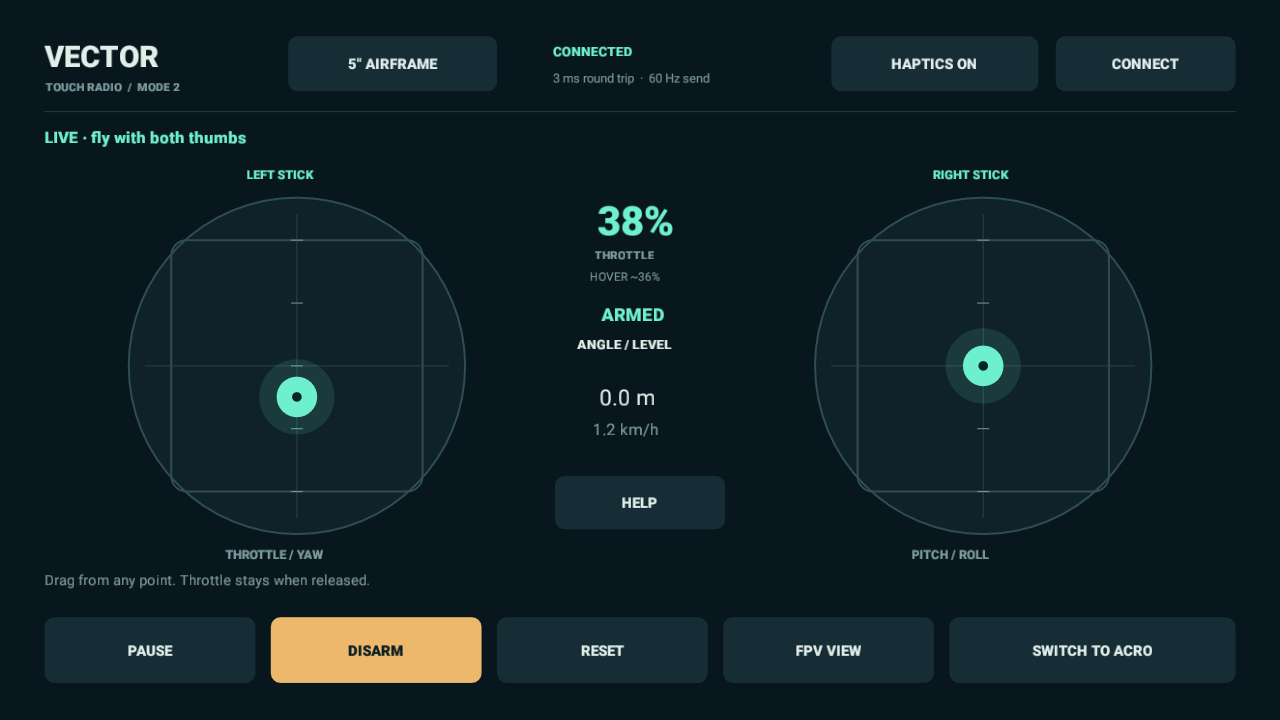 VECTOR
TOUCH RADIO / MODE 2
5" AIRFRAME
CONNECTED
3 ms round trip · 60 Hz send
HAPTICS ON
CONNECT
LIVE · fly with both thumbs
LEFT STICK
RIGHT STICK
38%
THROTTLE
HOVER ~36%
ARMED
ANGLE / LEVEL
0.0 m
1.2 km/h
HELP
THROTTLE / YAW
PITCH / ROLL
Drag from any point. Throttle stays when released.
PAUSE
DISARM
RESET
FPV VIEW
SWITCH TO ACRO